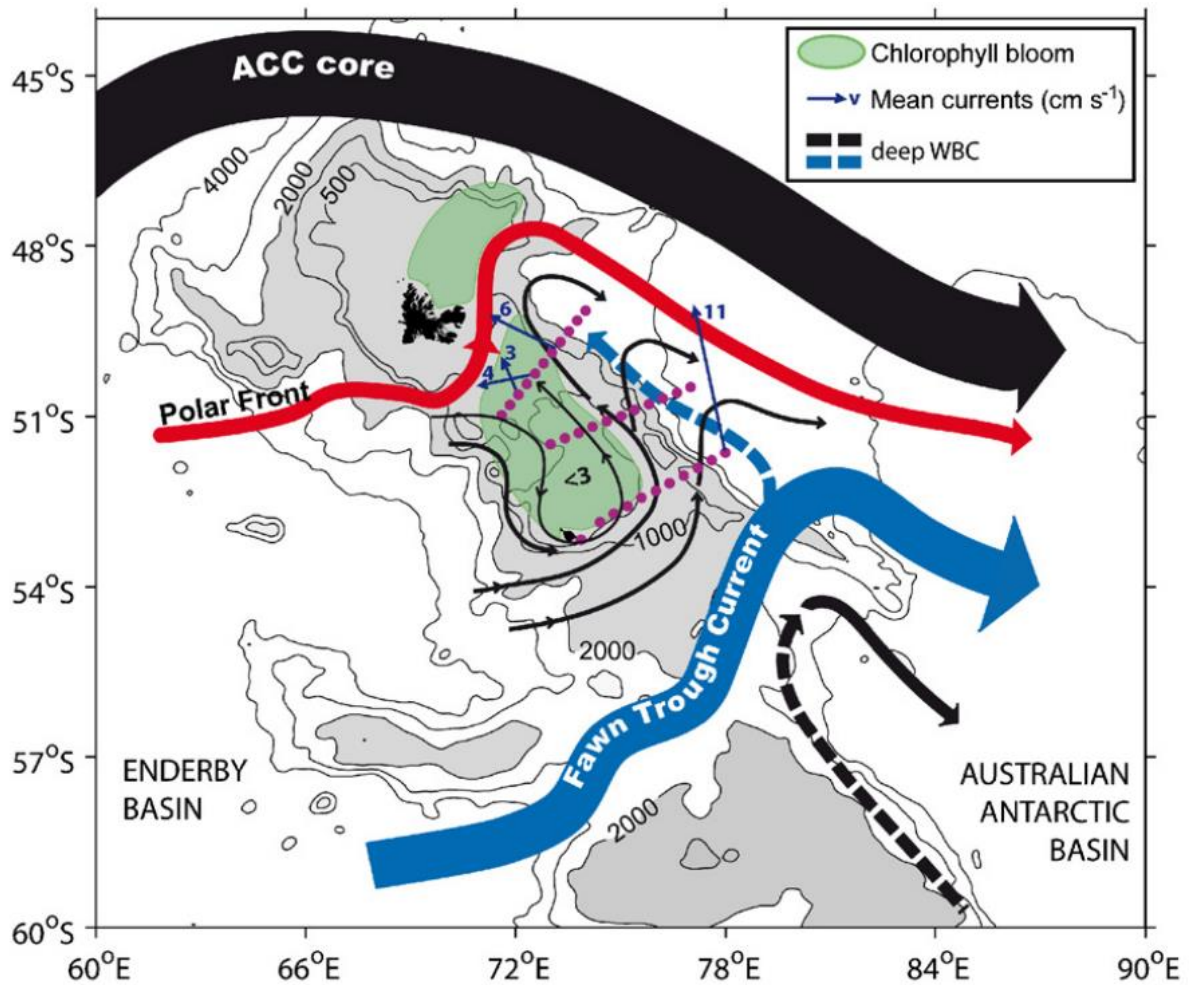 ACC core
Chlorophyll bloom
v Mean currents (cm s-1)
deep WBC
45°S
48°S
51°S
54°S
57°S
60°S
4000
2000
500
6
3
4
11
Polar Front
<3
1000
2000
Fawn Trough Current
ENDERBY
BASIN
2000
AUSTRALIAN
ANTARCTIC
BASIN
60°E
66°E
72°E
78°E
84°E
90°E